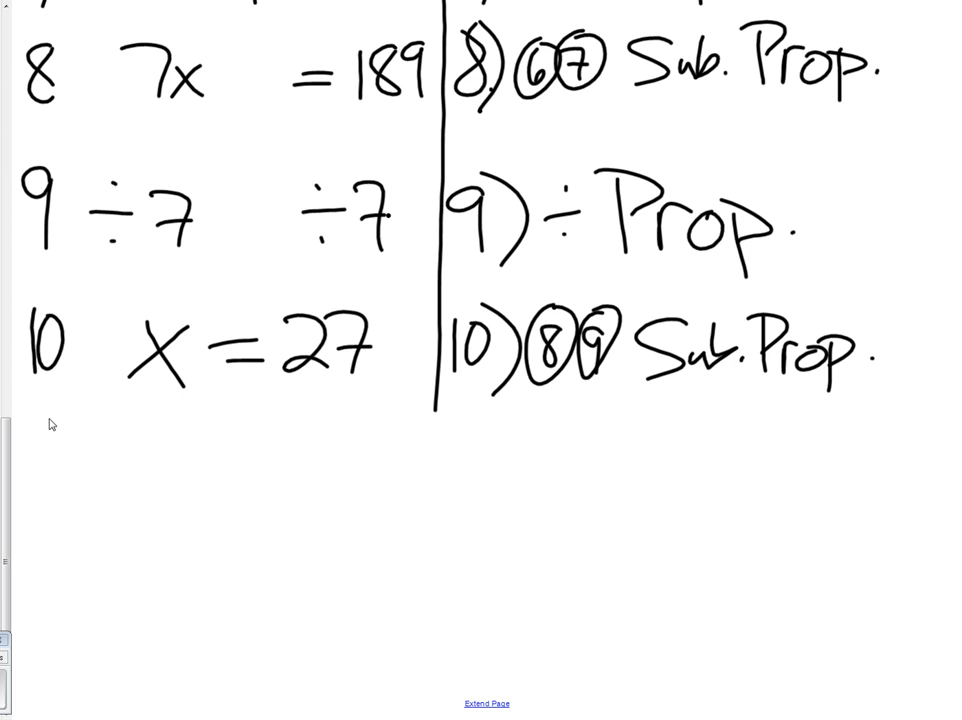 8 7x = 189 8) 6 7 Sub. Prop.
9 ÷7 ÷7 9) ÷ Prop.
10 x = 27 10) 8 9 Sub. Prop.
Extend Page